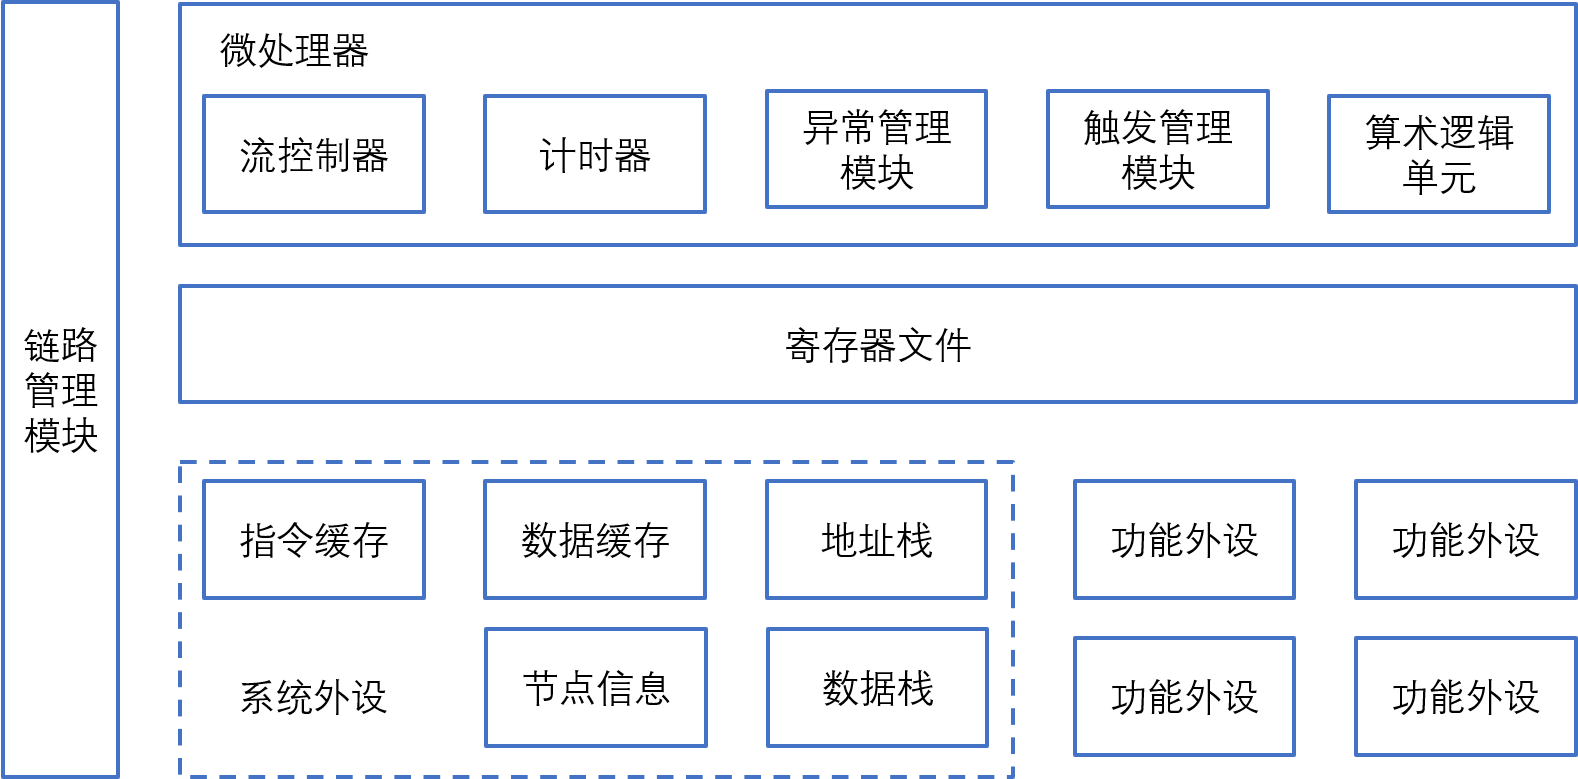 链路
管理
模块
微处理器
流控制器
计时器
异常管理
模块
触发管理
模块
算术逻辑
单元
寄存器文件
指令缓存
数据缓存
地址栈
功能外设
功能外设
系统外设
节点信息
数据栈
功能外设
功能外设